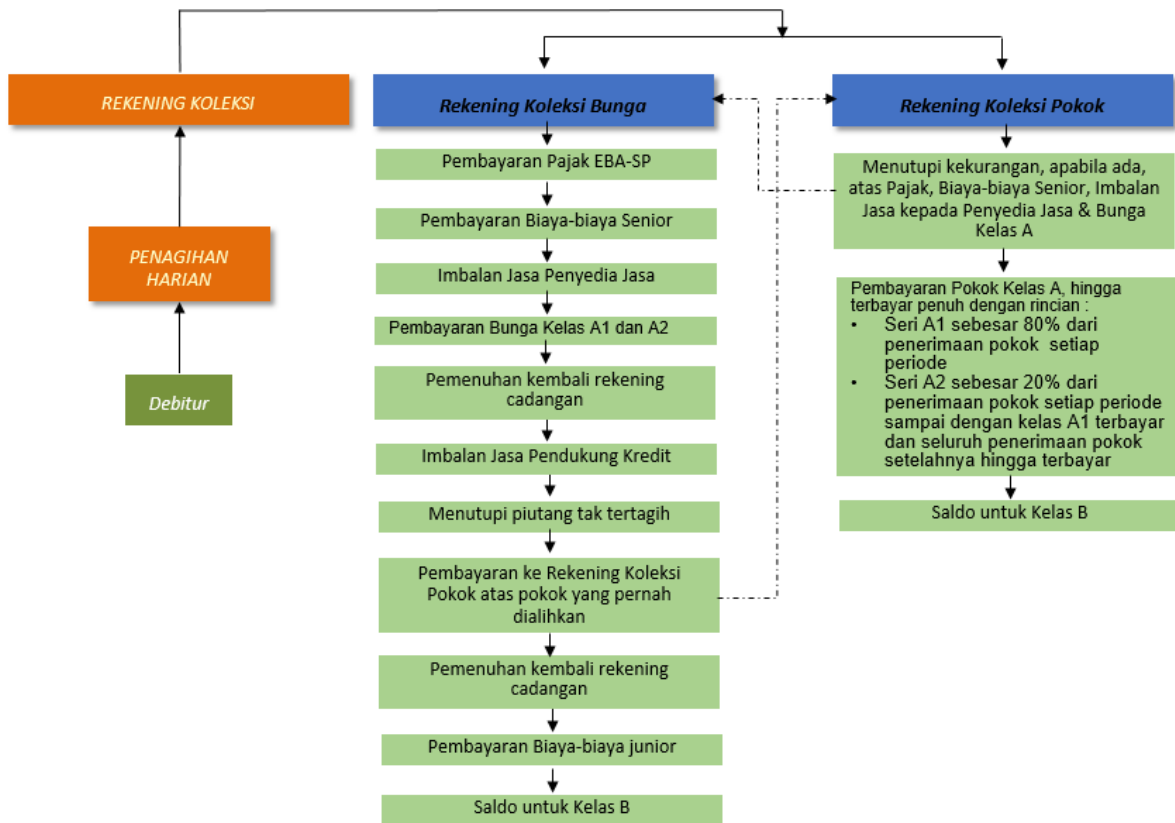 REKENING KOLEKSI
PENAGIHAN
HARIAN
Debitur
Rekening Koleksi Bunga
Pembayaran Pajak EBA-SP
Pembayaran Biaya-biaya Senior
Imbalan Jasa Penyedia Jasa
Pembayaran Bunga Kelas A1 dan A2
Pemenuhan kembali rekening
cadangan
Imbalan Jasa Pendukung Kredit
Menutupi piutang tak tertagih
Pembayaran ke Rekening Koleksi
Pokok atas pokok yang pernah
dialihkan
Pemenuhan kembali rekening
cadangan
Pembayaran Biaya-biaya junior
Saldo untuk Kelas B
Rekening Koleksi Pokok
Menutupi kekurangan, apabila ada,
atas Pajak, Biaya-biaya Senior, Imbalan
Jasa kepada Penyedia Jasa & Bunga
Kelas A
Pembayaran Pokok Kelas A, hingga
terbayar penuh dengan rincian :
• Seri A1 sebesar 80% dari
penerimaan pokok setiap
periode
• Seri A2 sebesar 20% dari
penerimaan pokok setiap periode
sampai dengan kelas A1 terbayar
dan seluruh penerimaan pokok
setelahnya hingga terbayar
Saldo untuk Kelas B